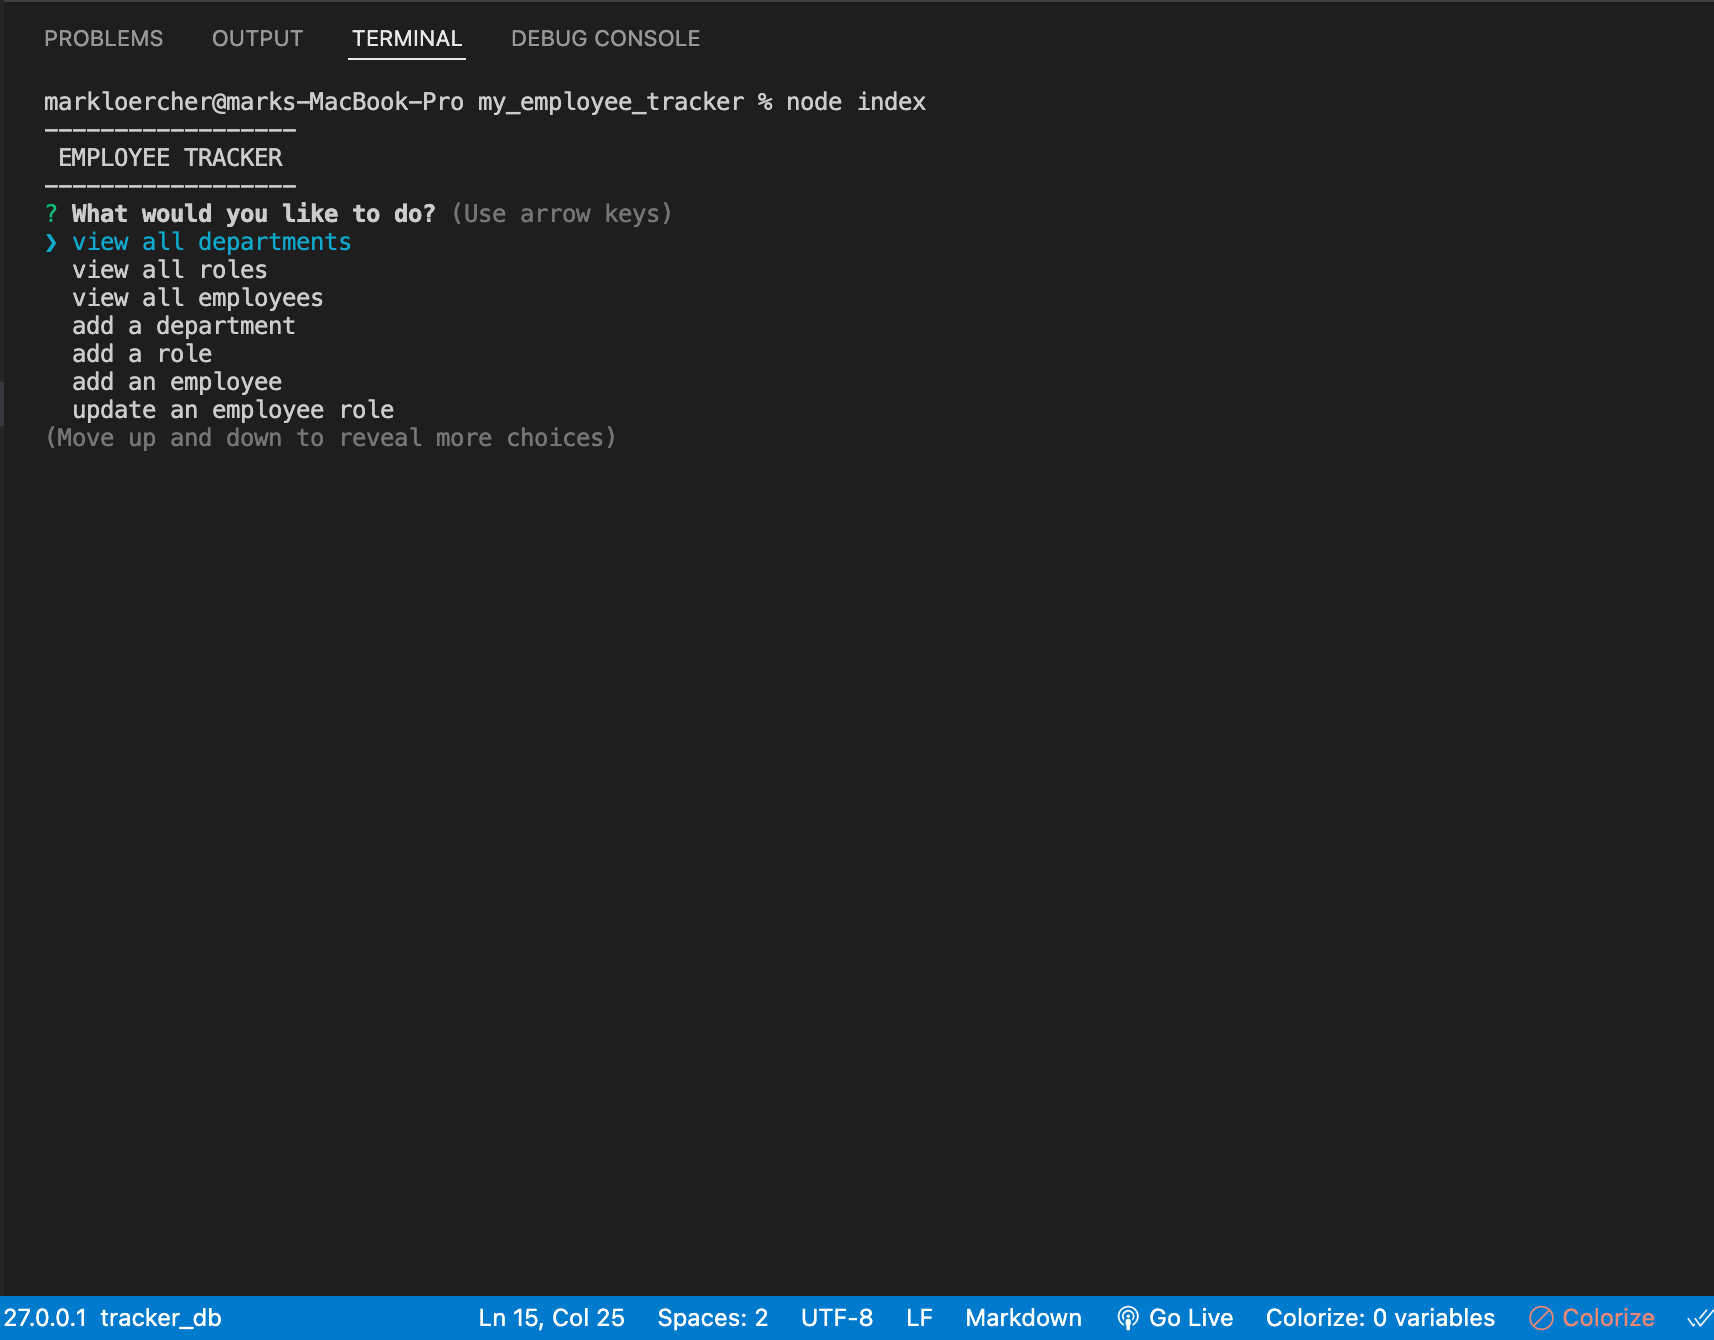 PROBLEMS OUTPUT TERMINAL DEBUG CONSOLE
markloercher@marks-MacBook-Pro my_employee_tracker % node index
------------------
 EMPLOYEE TRACKER
------------------
? What would you like to do? (Use arrow keys)
❯ view all departments
  view all roles
  view all employees
  add a department
  add a role
  add an employee
  update an employee role
(Move up and down to reveal more choices)
27.0.0.1 tracker_db Ln 15, Col 25 Spaces: 2 UTF-8 LF Markdown Go Live Colorize: 0 variables Colorize